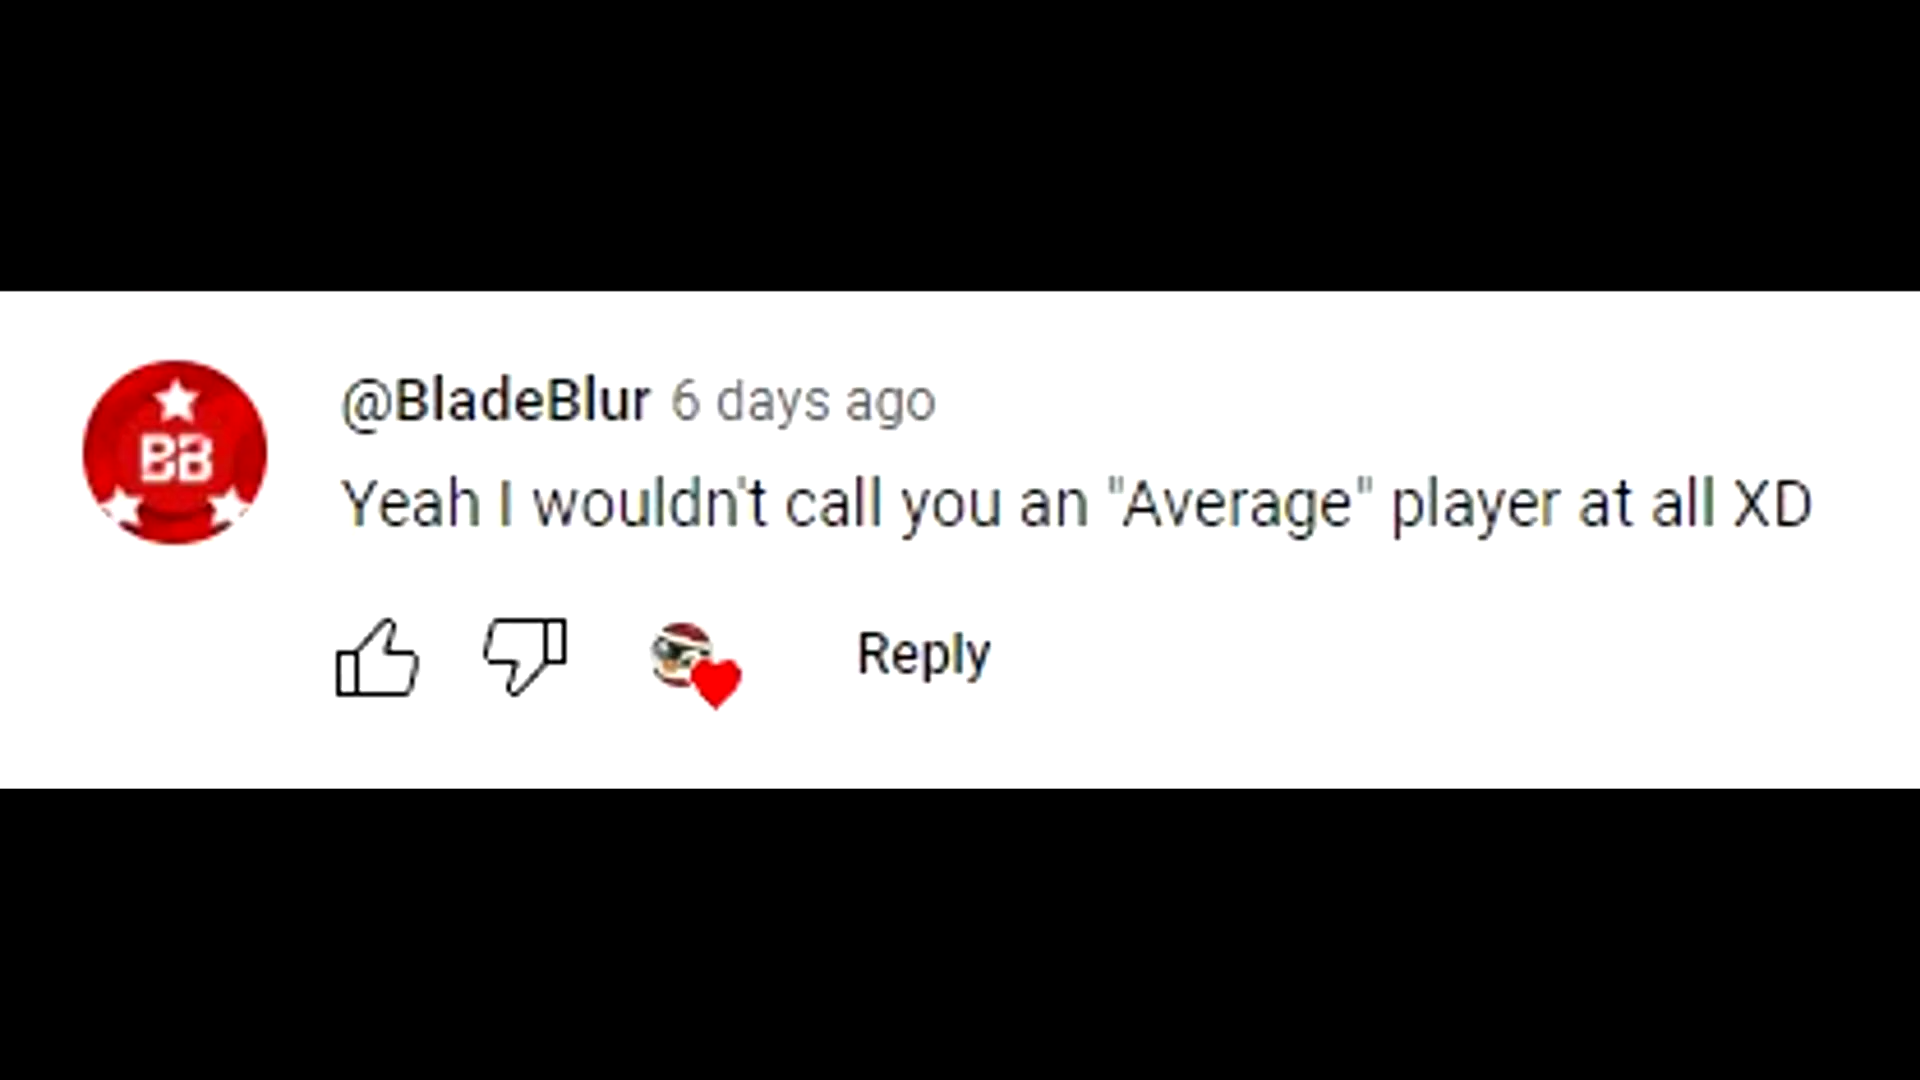 BB
@BladeBlur 6 days ago
Yeah I wouldn't call you an "Average" player at all XD
Reply